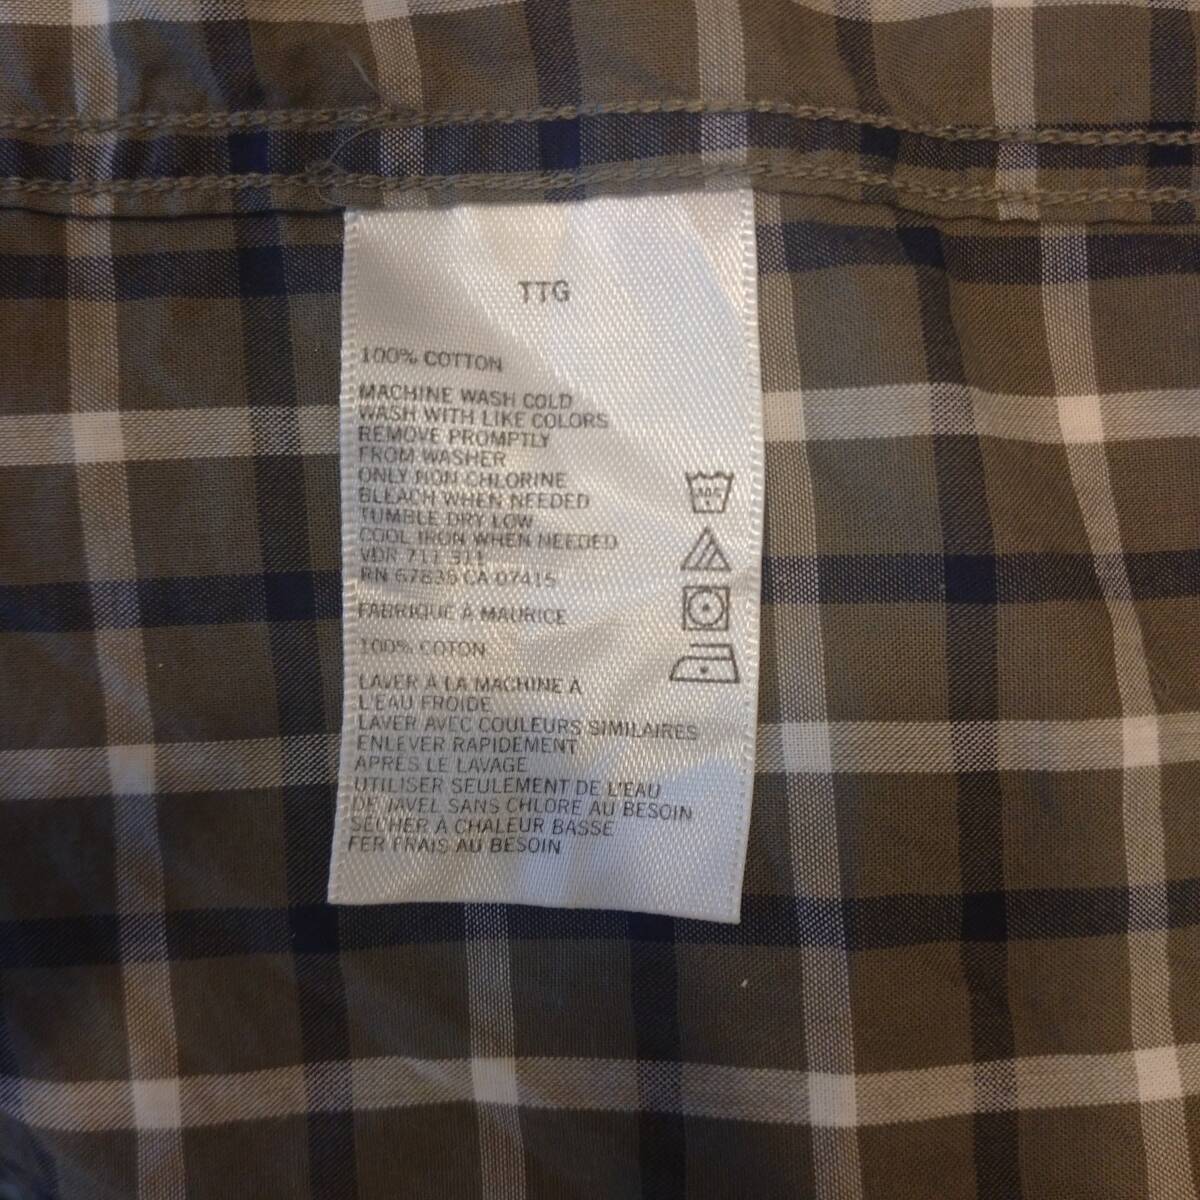 TTG
100% COTTON
MACHINE WASH COLD
WASH WITH LIKE COLORS
REMOVE PROMPTLY
FROM WASHER
ONLY NON CHLORINE
BLEACH WHEN NEEDED
TUMBLE DRY LOW
COOL IRON WHEN NEEDED
VDR 711 311
RN 67835 CA 07415
FABRIQUE À MAURICE
100% COTON
LAVER À LA MACHINE À
L'EAU FROIDE
LAVER AVEC COULEURS SIMILAIRES
ENLEVER RAPIDEMENT
APRÈS LE LAVAGE
UTILISER SEULEMENT DE L'EAU
DE JAVEL SANS CHLORE AU BESOIN
SÉCHER À CHALEUR BASSE
FER FRAIS AU BESOIN